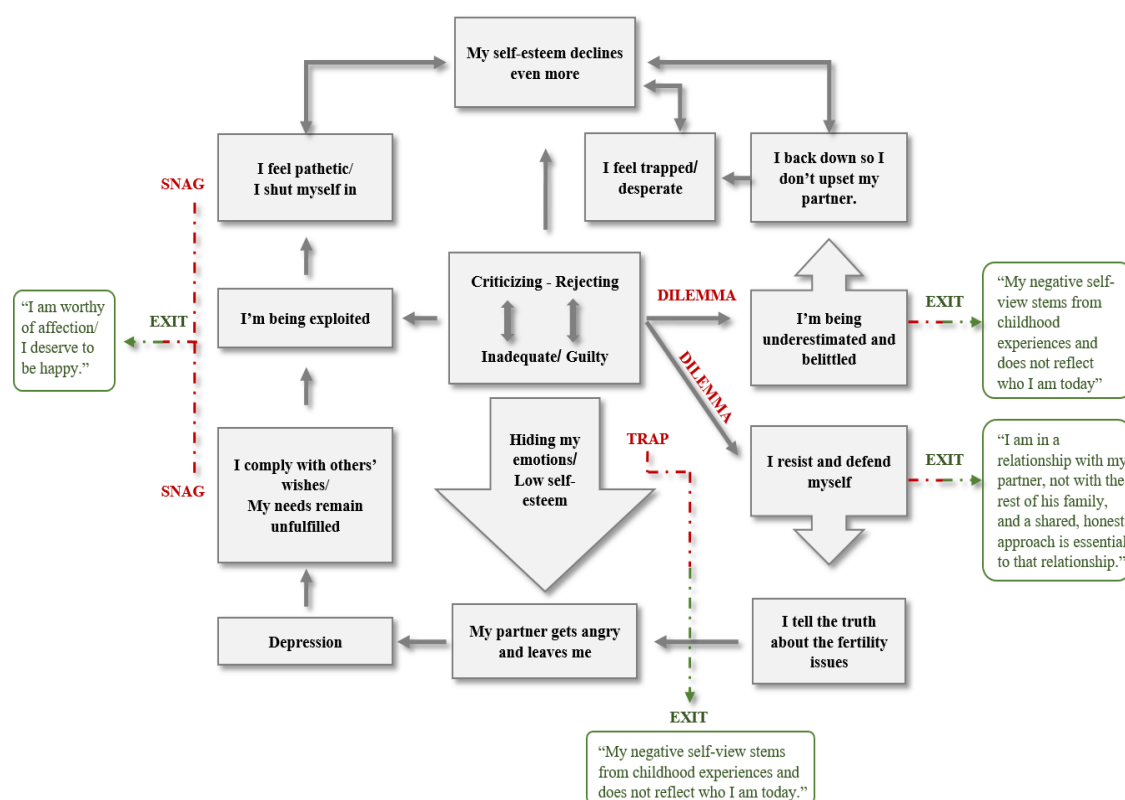 My self-esteem declines
even more
I feel pathetic/
I shut myself in
I feel trapped/
desperate
I back down so I
don’t upset my
partner.
SNAG
“I am worthy
of affection/
I deserve to
be happy.”
EXIT
I’m being exploited
Criticizing - Rejecting
Inadequate/ Guilty
DILEMMA
DILEMMA
I’m being
underestimated and
belittled
EXIT
“My negative self-
view stems from
childhood
experiences and
does not reflect
who I am today”
SNAG
I comply with others’
wishes/
My needs remain
unfulfilled
Hiding my
emotions/
Low self-
esteem
TRAP
I resist and defend
myself
EXIT
“I am in a
relationship with my
partner, not with the
rest of his family,
and a shared, honest
approach is essential
to that relationship.”
Depression
My partner gets angry
and leaves me
I tell the truth
about the fertility
issues
EXIT
“My negative self-view stems
from childhood experiences and
does not reflect who I am today.”